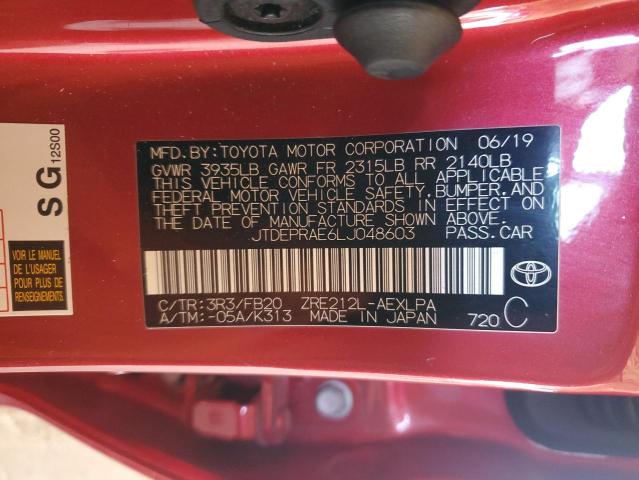 MFD.BY:TOYOTA MOTOR CORPORATION 06/19
GVWR 3935LB GAWR FR 2315LB RR 2140LB
THIS VEHICLE CONFORMS TO ALL APPLICABLE
FEDERAL MOTOR VEHICLE SAFETY, BUMPER, AND
THEFT PREVENTION STANDARDS IN EFFECT ON
THE DATE OF MANUFACTURE SHOWN ABOVE.
JTDEPRAE6LJ048603 PASS.CAR
C/TR:3R3/FB20 ZRE212L-AEXLPA
A/TM:-05A/K313 MADE IN JAPAN 720 C
SG 12S00
VOIR LE MANUEL
DE L'USAGER
POUR PLUS DE
RENSEIGNEMENTS.